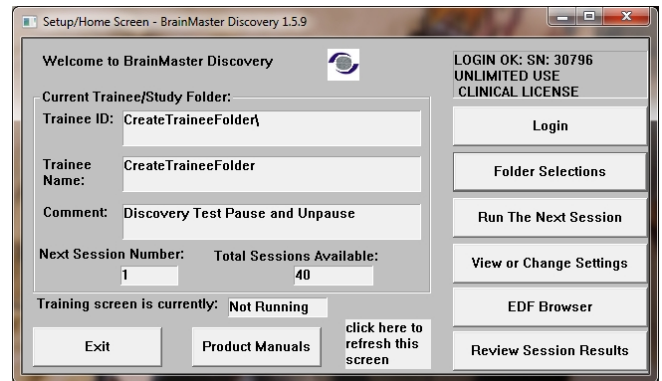 Setup/Home Screen - BrainMaster Discovery 1.5.9
Welcome to BrainMaster Discovery
LOGIN OK: SN: 30796
UNLIMITED USE
CLINICAL LICENSE
Current Trainee/Study Folder:
Trainee ID: CreateTraineeFolder\
Trainee
Name: CreateTraineeFolder
Comment: Discovery Test Pause and Unpause
Next Session Number: Total Sessions Available:
1 40
Training screen is currently: Not Running
Exit
Product Manuals
click here to
refresh this
screen
Login
Folder Selections
Run The Next Session
View or Change Settings
EDF Browser
Review Session Results